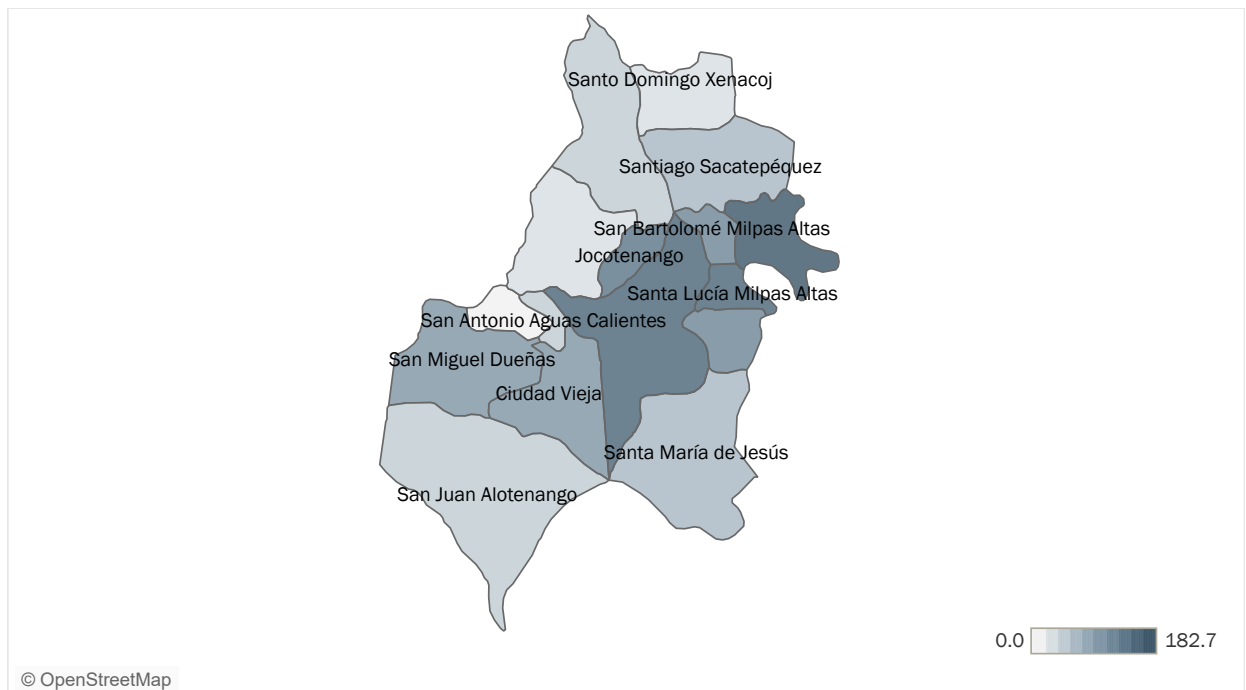 Santo Domingo Xenacoj
Santiago Sacatepéquez
San Bartolomé Milpas Altas
Jocotenango
Santa Lucía Milpas Altas
San Antonio Aguas Calientes
San Miguel Dueñas
Ciudad Vieja
Santa María de Jesús
San Juan Alotenango
0.0 182.7
© OpenStreetMap